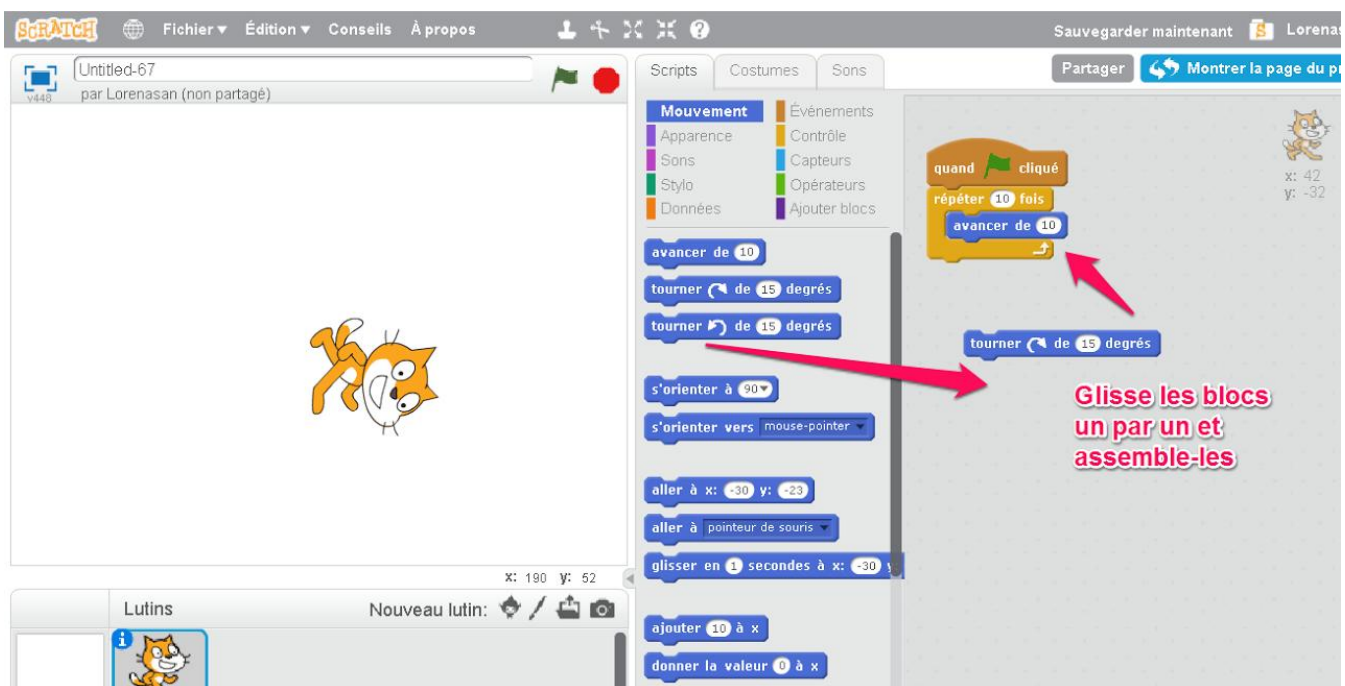 SCRATCH Fichier▼ Édition▼ Conseils À propos Sauvegarder maintenant S
v448
Untitled-67
par Lorenasan (non partagé)
Scripts Costumes Sons
Partager Montrer la page du
Mouvement Événements
Apparence Contrôle
Sons Capteurs
Stylo Opérateurs
Données Ajouter blocs
avancer de 10
tourner de 15 degrés
tourner de 15 degrés
s'orienter à 90▼
s'orienter vers mouse-pointer
aller à x: -30 y: -23
aller à pointeur de souris
glisser en 1 secondes à x: -30
ajouter 10 à x
donner la valeur 0 à x
quand cliqué
répéter 10 fois
avancer de 10
tourner de 15 degrés
x: 42
y: -32
Glisse les blocs
un par un et
assemble-les
x: 190 y: 52
Lutins Nouveau lutin:
i